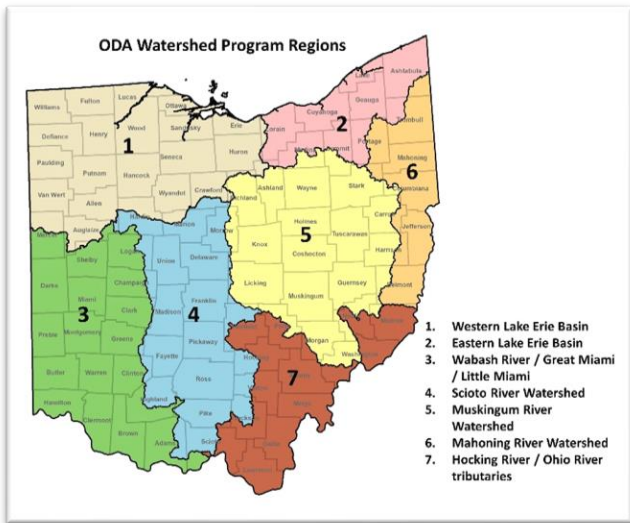 ODA Watershed Program Regions
Lake
Ashtabula
Williams
Fulton
Lucas
Ottawa
Geauga
Cuyahoga
Defiance
Henry
Wood
Sandusky
Erie
Lorain
2
Trumbull
1
Portage
Paulding
Seneca
Huron
Mahoning
Putnam
Hancock
6
Van Wert
Wyandot
Crawford
Ashland
Wayne
Stark
Allen
Richland
Auglaize
Holmes
Jefferson
5
Tuscarawas
Shelby
Logan
Union
Delaware
Knox
Coshocton
Darke
Champaign
Licking
Guernsey
Belmont
Miami
Muskingum
3
Clark
Madison
Franklin
4
Preble
Montgomery
Greene
Pickaway
Morgan
Fayette
Butler
Warren
Clinton
Ross
7
Hamilton
Highland
Clermont
Pike
Brown
Adams
1. Western Lake Erie Basin
2. Eastern Lake Erie Basin
3. Wabash River / Great Miami
/ Little Miami
4. Scioto River Watershed
5. Muskingum River
Watershed
6. Mahoning River Watershed
7. Hocking River / Ohio River
tributaries